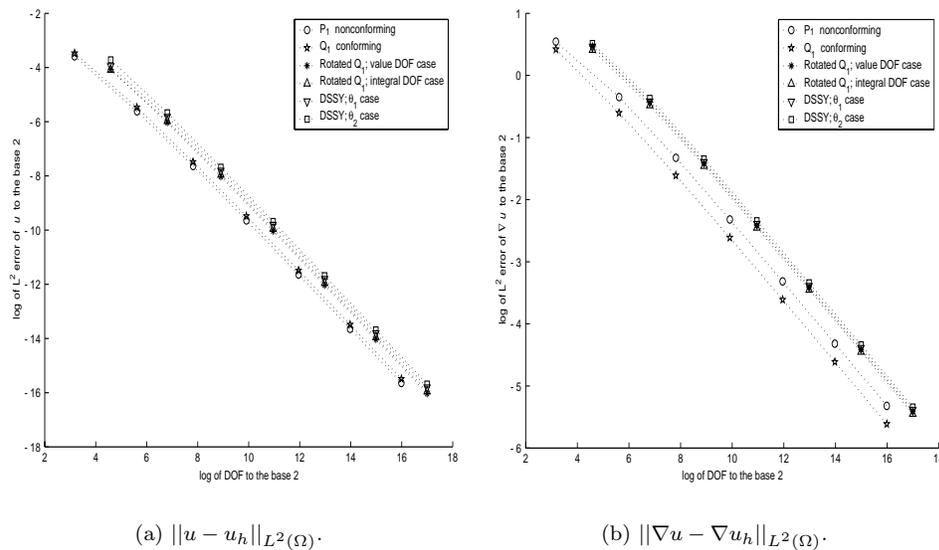 P1 nonconforming
Q1 conforming
Rotated Q1; value DOF case
Rotated Q1; integral DOF case
DSSY; θ1 case
DSSY; θ2 case
log of L² error of u to the base 2
-2
-4
-6
-8
-10
-12
-14
-16
-18
2 4 6 8 10 12 14 16 18
log of DOF to the base 2
(a) ||u − u_h||_{L²(Ω)}.
P1 nonconforming
Q1 conforming
Rotated Q1; value DOF case
Rotated Q1; integral DOF case
DSSY; θ1 case
DSSY; θ2 case
log of L² error of ∇ u to the base 2
1
0
-1
-2
-3
-4
-5
-6
2 4 6 8 10 12 14 16 18
log of DOF to the base 2
(b) ||∇u − ∇u_h||_{L²(Ω)}.